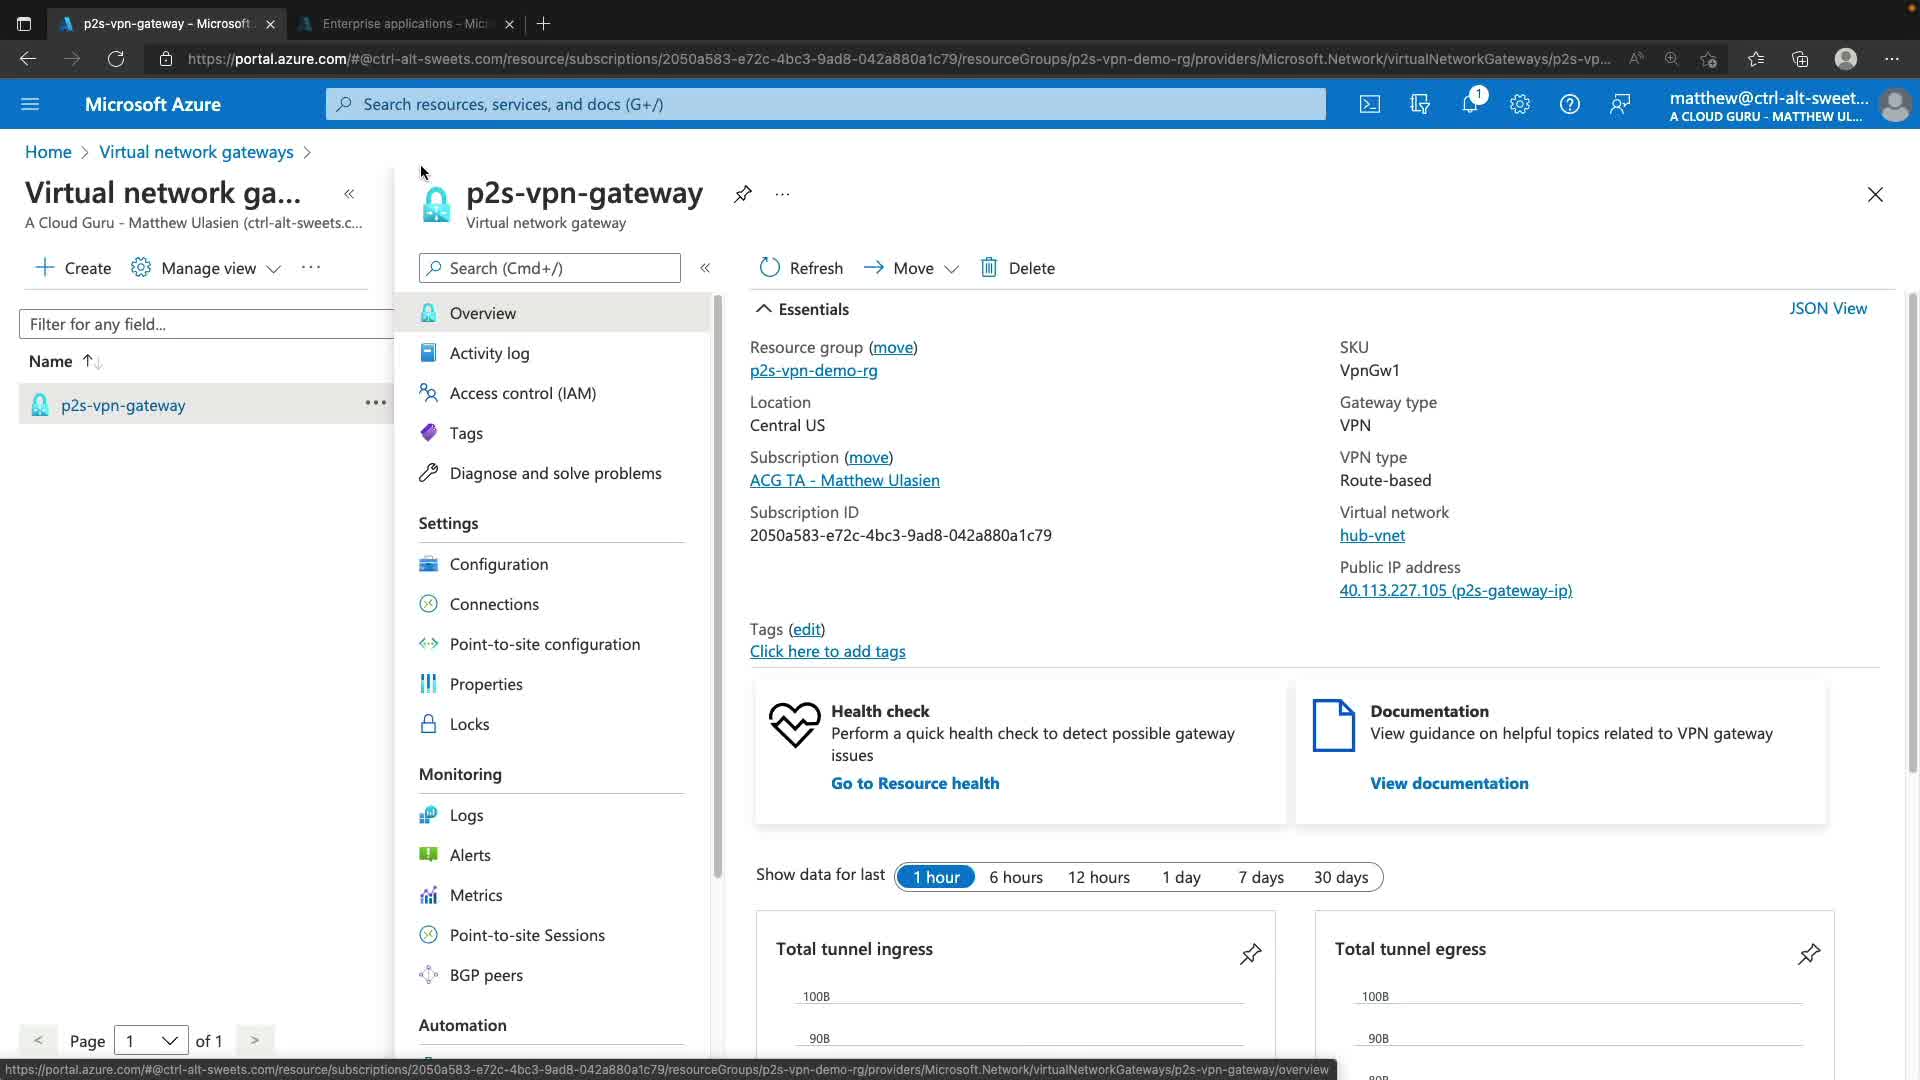 p2s-vpn-gateway - Microsoft
Enterprise applications - Mic
https://portal.azure.com/#@ctrl-alt-sweets.com/resource/subscriptions/2050a583-e72c-4bc3-9ad8-042a880a1c79/resourceGroups/p2s-vpn-demo-rg/providers/Microsoft.Network/virtualNetworkGateways/p2s-vp...
Microsoft Azure
Search resources, services, and docs (G+/)
1
matthew@ctrl-alt-sweet...
A CLOUD GURU - MATTHEW UL...
Home > Virtual network gateways >
Virtual network ga...
A Cloud Guru - Matthew Ulasien (ctrl-alt-sweets.c...
Create
Manage view
...
Filter for any field...
Name
p2s-vpn-gateway
...
Page 1 of 1
p2s-vpn-gateway
...
Virtual network gateway
Search (Cmd+/)
Overview
Activity log
Access control (IAM)
Tags
Diagnose and solve problems
Settings
Configuration
Connections
Point-to-site configuration
Properties
Locks
Monitoring
Logs
Alerts
Metrics
Point-to-site Sessions
BGP peers
Automation
Refresh
Move
Delete
Essentials
JSON View
Resource group (move)
p2s-vpn-demo-rg
Location
Central US
Subscription (move)
ACG TA - Matthew Ulasien
Subscription ID
2050a583-e72c-4bc3-9ad8-042a880a1c79
SKU
VpnGw1
Gateway type
VPN
VPN type
Route-based
Virtual network
hub-vnet
Public IP address
40.113.227.105 (p2s-gateway-ip)
Tags (edit)
Click here to add tags
Health check
Perform a quick health check to detect possible gateway
issues
Go to Resource health
Documentation
View guidance on helpful topics related to VPN gateway
View documentation
Show data for last
1 hour
6 hours
12 hours
1 day
7 days
30 days
Total tunnel ingress
100B
90B
Total tunnel egress
100B
90B
80B
https://portal.azure.com/#@ctrl-alt-sweets.com/resource/subscriptions/2050a583-e72c-4bc3-9ad8-042a880a1c79/resourceGroups/p2s-vpn-demo-rg/providers/Microsoft.Network/virtualNetworkGateways/p2s-vpn-gateway/overview